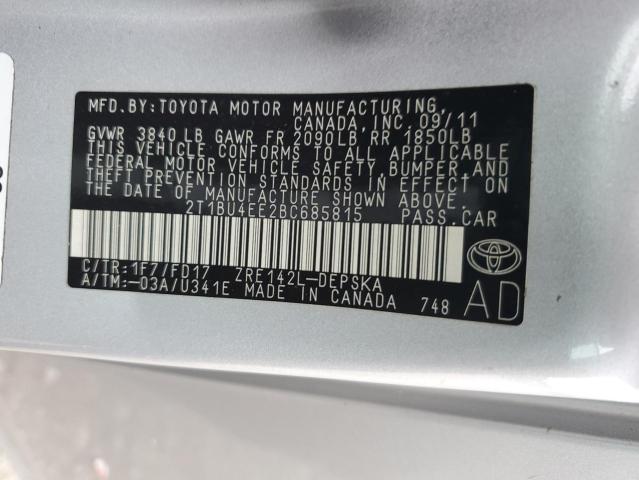 MFD. BY: TOYOTA MOTOR MANUFACTURING,
CANADA, INC. 09/11
GVWR 3840 LB GAWR FR 2090LB RR 1850LB
THIS VEHICLE CONFORMS TO ALL APPLICABLE
FEDERAL MOTOR VEHICLE SAFETY, BUMPER, AND
THEFT PREVENTION STANDARDS IN EFFECT ON
THE DATE OF MANUFACTURE SHOWN ABOVE.
2T1BU4EE2BC685815 PASS.CAR
C/TR: 1F7/FD17 ZRE142L-DEPSKA
A/TM: -03A/U341E MADE IN CANADA 748
TOYOTA
AD